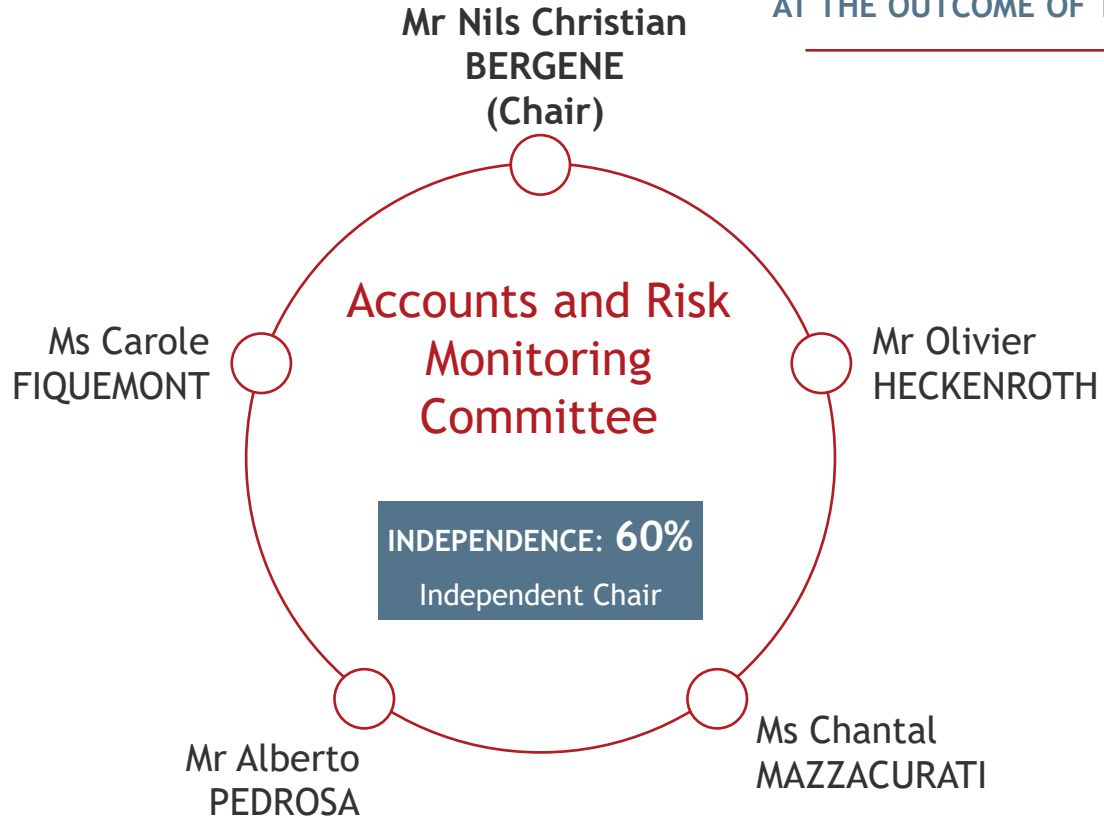 AT THE OUTCOME OF
Mr Nils Christian
BERGENE
(Chair)
Accounts and Risk
Monitoring
Committee
Ms Carole
FIQUEMONT
Mr Olivier
HECKENROTH
INDEPENDENCE: 60%
Independent Chair
Mr Alberto
PEDROSA
Ms Chantal
MAZZACURATI